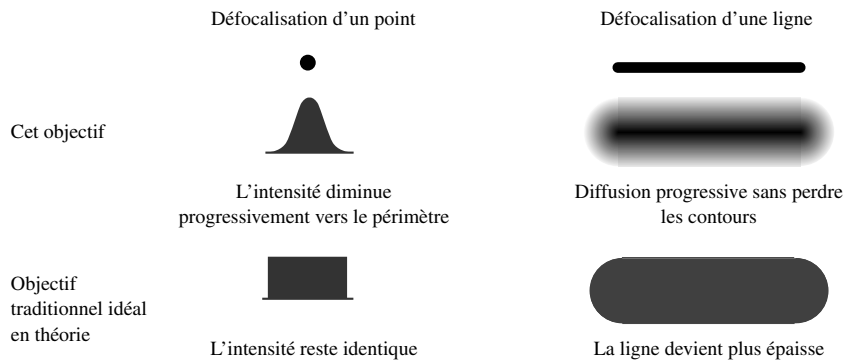 Défocalisation d’un point
Défocalisation d’une ligne
Cet objectif
L’intensité diminue
progressivement vers le périmètre
Diffusion progressive sans perdre
les contours
Objectif
traditionnel idéal
en théorie
L’intensité reste identique
La ligne devient plus épaisse